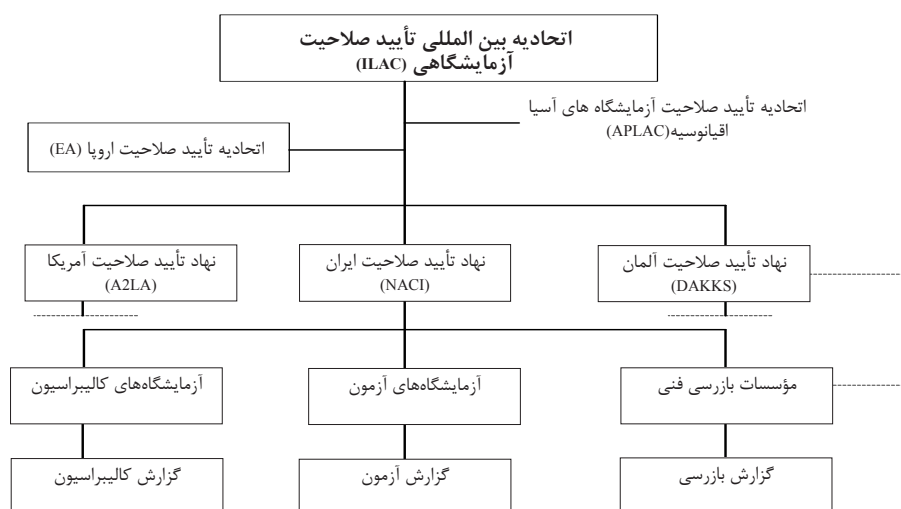 اتحادیه بین المللی تأیید صلاحیت
آزمایشگاهی (ILAC)
اتحادیه تأیید صلاحیت آزمایشگاه های آسیا
اقیانوسیه(APLAC)
اتحادیه تأیید صلاحیت اروپا (EA)
نهاد تأیید صلاحیت آلمان
(DAKKS)
نهاد تأیید صلاحیت ایران
(NACI)
نهاد تأیید صلاحیت آمریکا
(A2LA)
مؤسسات بازرسی فنی
آزمایشگاه‌های آزمون
آزمایشگاه‌های کالیبراسیون
گزارش بازرسی
گزارش آزمون
گزارش کالیبراسیون